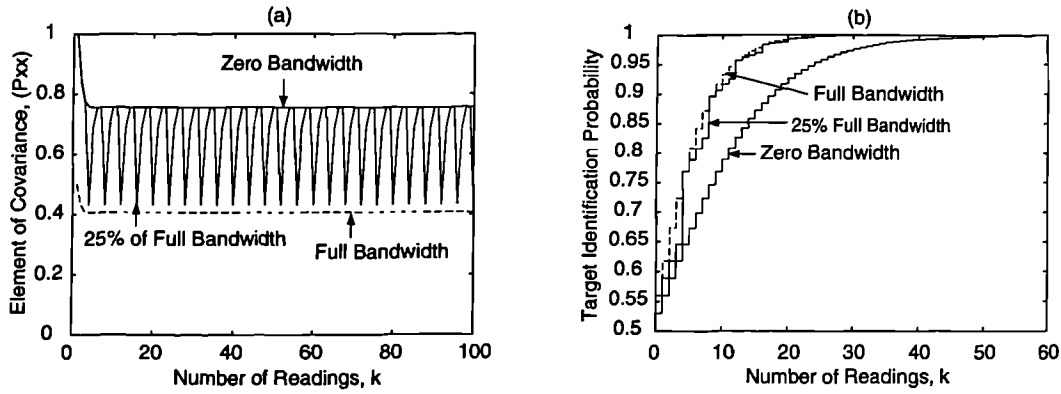 (a)
Element of Covariance, (Pxx)
1
0.8
0.6
0.4
0.2
0
Zero Bandwidth
25% of Full Bandwidth
Full Bandwidth
0 20 40 60 80 100
Number of Readings, k
(b)
Target Identification Probability
1
0.95
0.9
0.85
0.8
0.75
0.7
0.65
0.6
0.55
0.5
Full Bandwidth
25% Full Bandwidth
Zero Bandwidth
0 10 20 30 40 50 60
Number of Readings, k